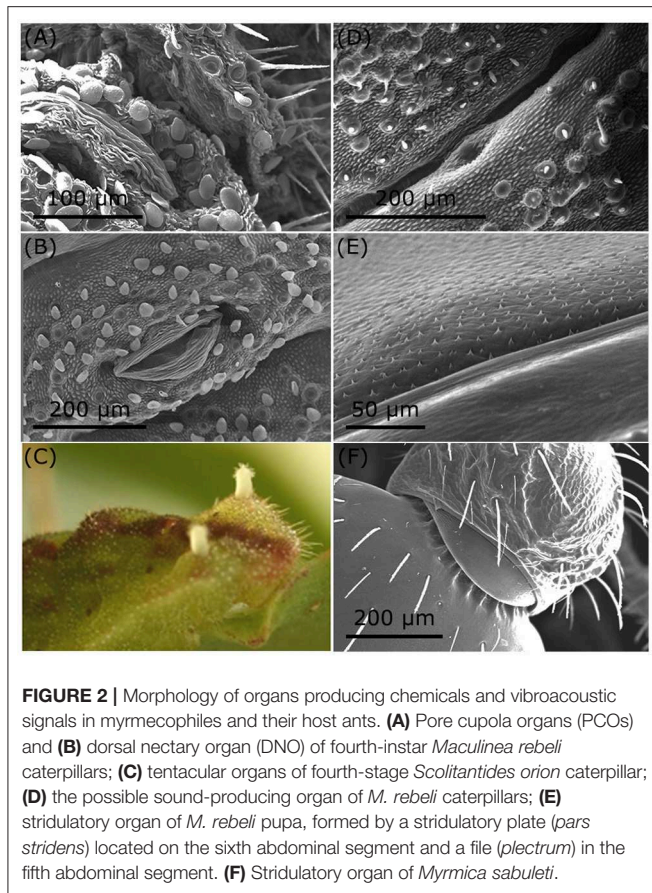 (A)
100 µm
(D)
200 µm
(B)
200 µm
(E)
50 µm
(C)
(F)
200 µm
FIGURE 2 | Morphology of organs producing chemicals and vibroacoustic
signals in myrmecophiles and their host ants. (A) Pore cupola organs (PCOs)
and (B) dorsal nectary organ (DNO) of fourth-instar Maculinea rebeli
caterpillars; (C) tentacular organs of fourth-stage Scolitantides orion caterpillar;
(D) the possible sound-producing organ of M. rebeli caterpillars; (E)
stridulatory organ of M. rebeli pupa, formed by a stridulatory plate (pars
stridens) located on the sixth abdominal segment and a file (plectrum) in the
fifth abdominal segment. (F) Stridulatory organ of Myrmica sabuleti.